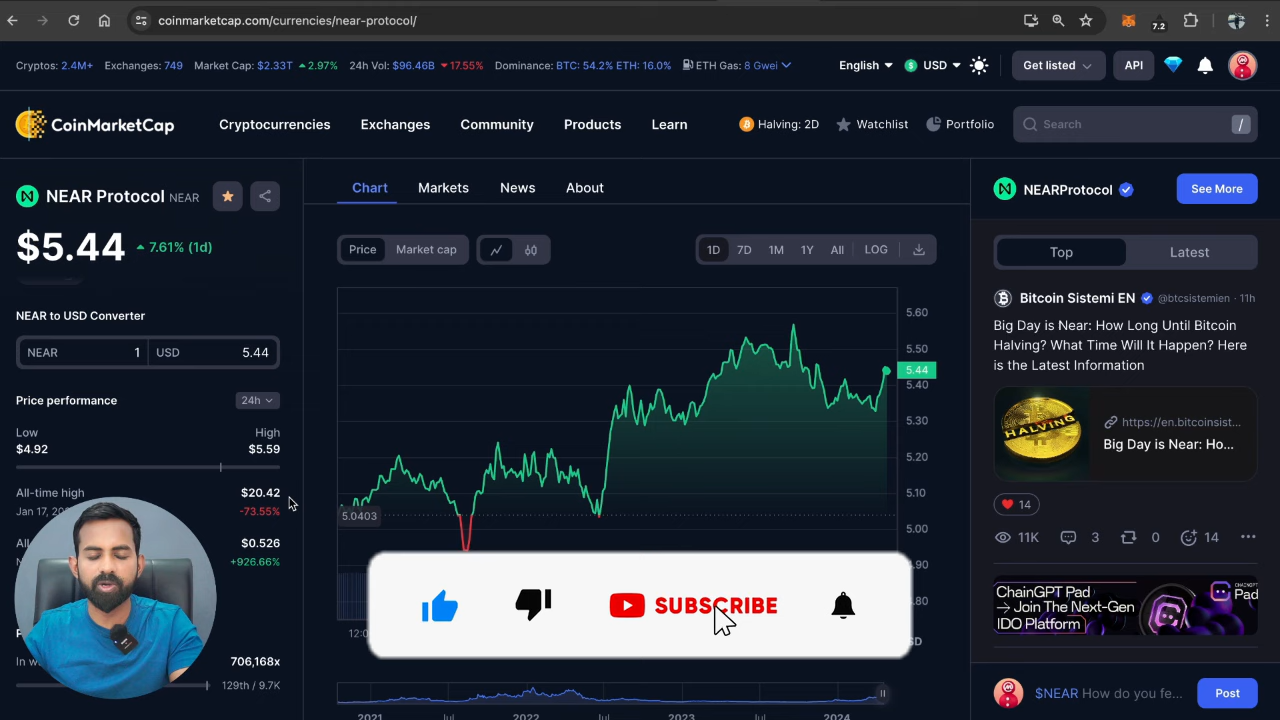 coinmarketcap.com/currencies/near-protocol/
7.2
Cryptos: 2.4M+ Exchanges: 749 Market Cap: $2.33T 2.97% 24h Vol: $96.46B 17.55% Dominance: BTC: 54.2% ETH: 16.0% ETH Gas: 8 Gwei
English USD Get listed API
CoinMarketCap Cryptocurrencies Exchanges Community Products Learn Halving: 2D Watchlist Portfolio Search /
NEAR Protocol NEAR
$5.44 7.61% (1d)
NEAR to USD Converter
NEAR 1 USD 5.44
Price performance 24h
Low High
$4.92 $5.59
All-time high $20.42
Jan 17, -73.55%
$0.526
+926.66%
706,168x
129th / 9.7K
Chart Markets News About
Price Market cap 1D 7D 1M 1Y All LOG
5.60
5.50
5.44
5.40
5.30
5.20
5.10
5.00
5.0403
SUBSCRIBE
2021 Jul 2022 Jul 2023 Jul 2024
NEARProtocol See More
Top Latest
Bitcoin Sistemi EN @btcsistemien · 11h
Big Day is Near: How Long Until Bitcoin
Halving? What Time Will It Happen? Here
is the Latest Information
HALVING
https://en.bitcoinsist...
Big Day is Near: Ho...
14
11K 3 0 14
ChainGPT Pad
→ Join The Next-Gen
IDO Platform
$NEAR How do you fe... Post